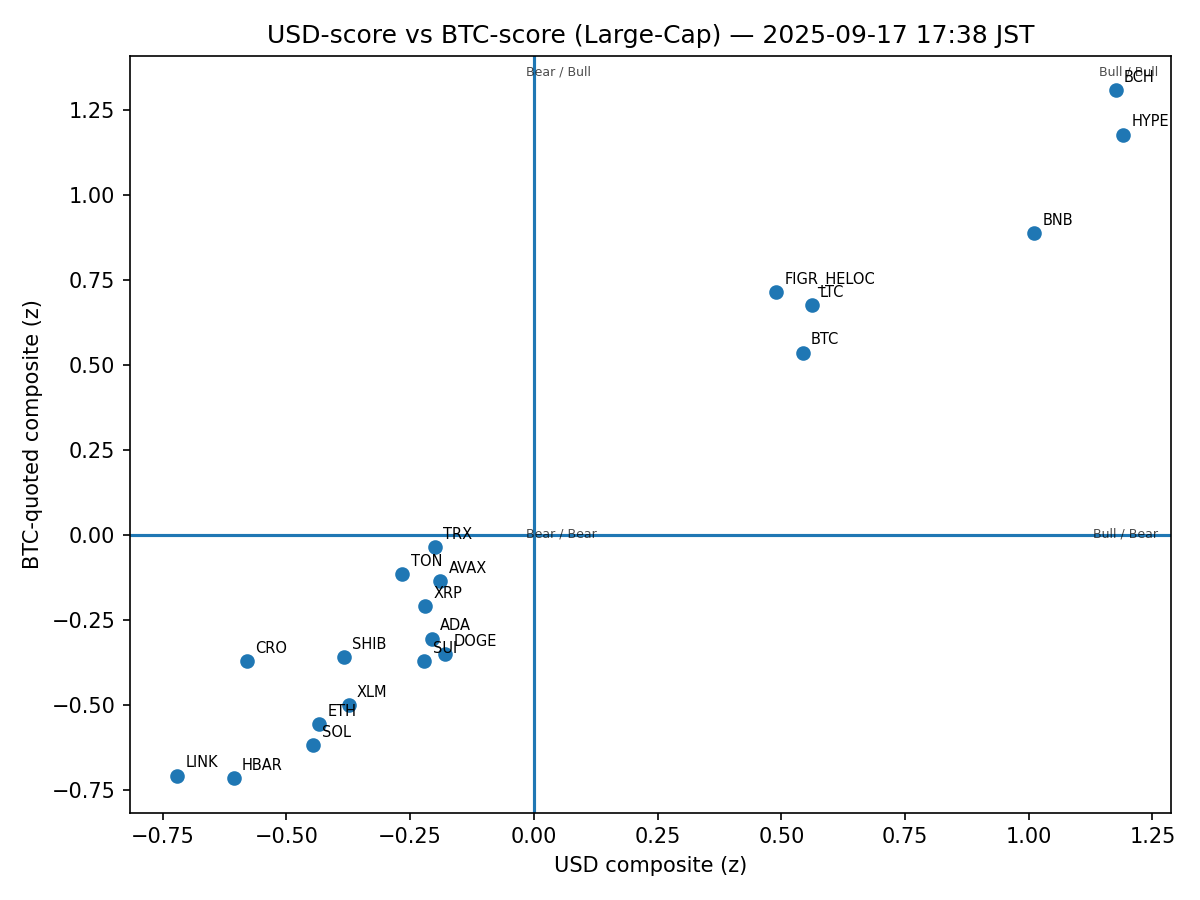 USD-score vs BTC-score (Large-Cap) — 2025-09-17 17:38 JST
Bear / Bull
Bull / Bull
BCH
1.25
HYPE
1.00
BNB
0.75
FIGR_HELOC
LTC
BTC
0.50
0.25
BTC-quoted composite (z)
0.00
TRX
Bear / Bear
Bull / Bear
TON
AVAX
XRP
−0.25
ADA
DOGE
SUI
SHIB
CRO
XLM
−0.50
ETH
SOL
LINK
HBAR
−0.75
−0.75 −0.50 −0.25 0.00 0.25 0.50 0.75 1.00 1.25
USD composite (z)